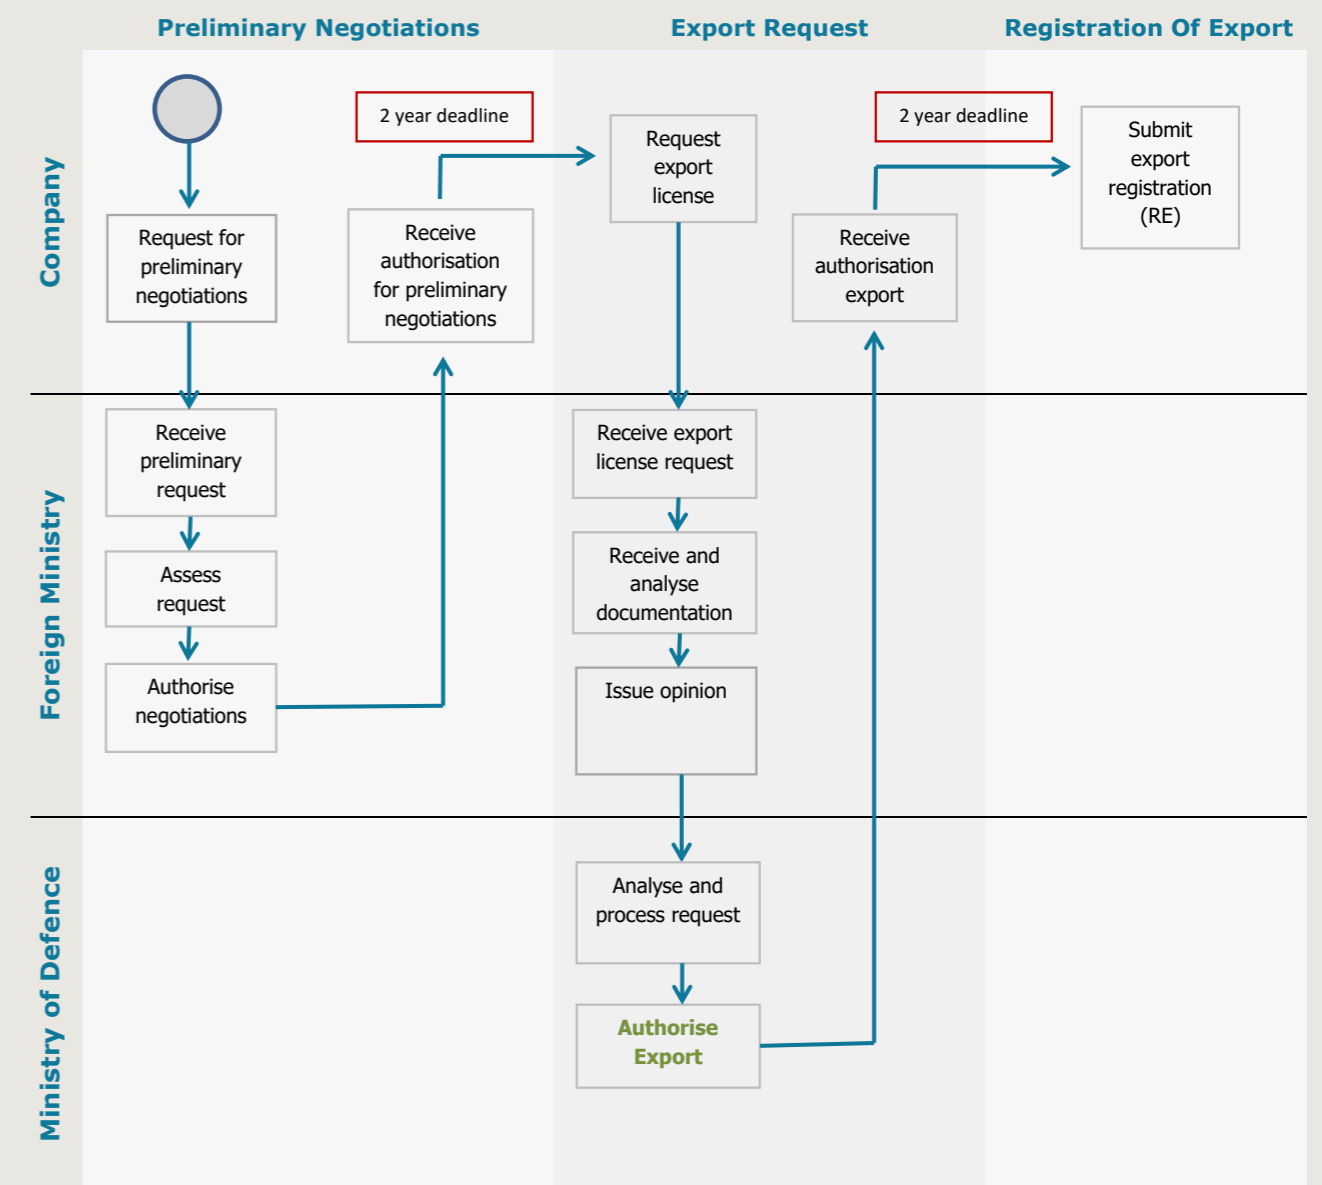 Preliminary Negotiations
Export Request
Registration Of Export
Company
2 year deadline
Request for
preliminary
negotiations
Receive
authorisation
for preliminary
negotiations
Request
export
license
2 year deadline
Receive
authorisation
export
Submit
export
registration
(RE)
Foreign Ministry
Receive
preliminary
request
Assess
request
Authorise
negotiations
Receive export
license request
Receive and
analyse
documentation
Issue opinion
Ministry of Defence
Analyse and
process request
Authorise
Export